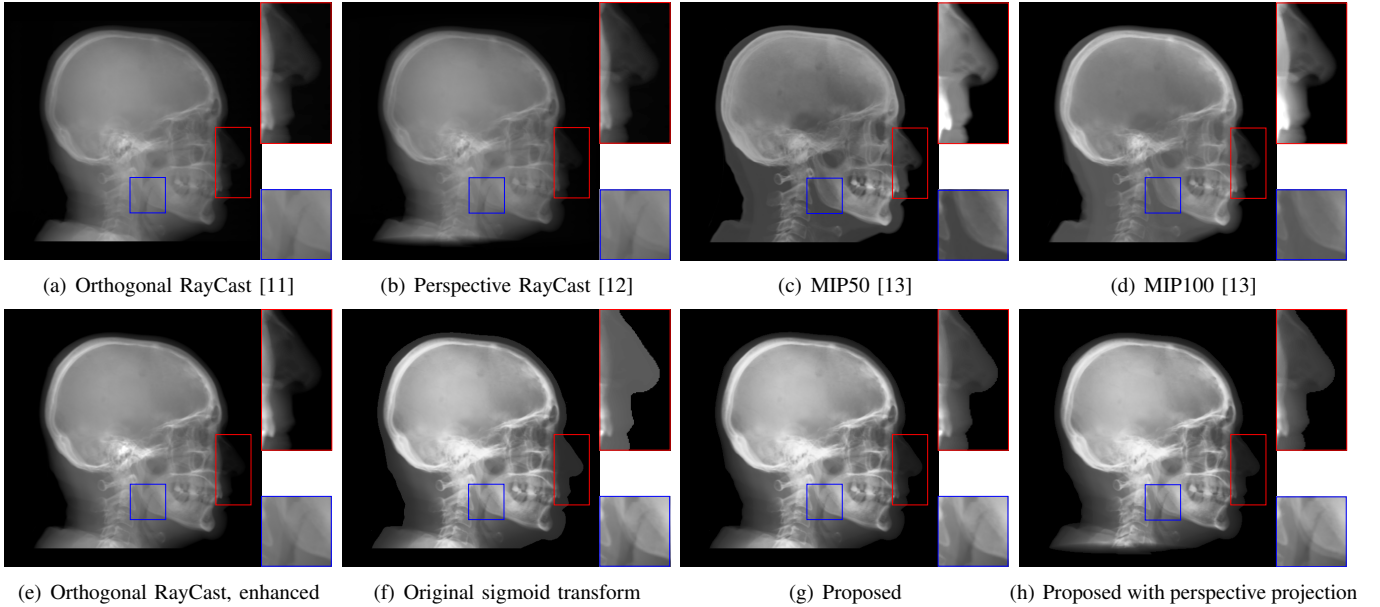 (a) Orthogonal RayCast [11]
(b) Perspective RayCast [12]
(c) MIP50 [13]
(d) MIP100 [13]
(e) Orthogonal RayCast, enhanced
(f) Original sigmoid transform
(g) Proposed
(h) Proposed with perspective projection